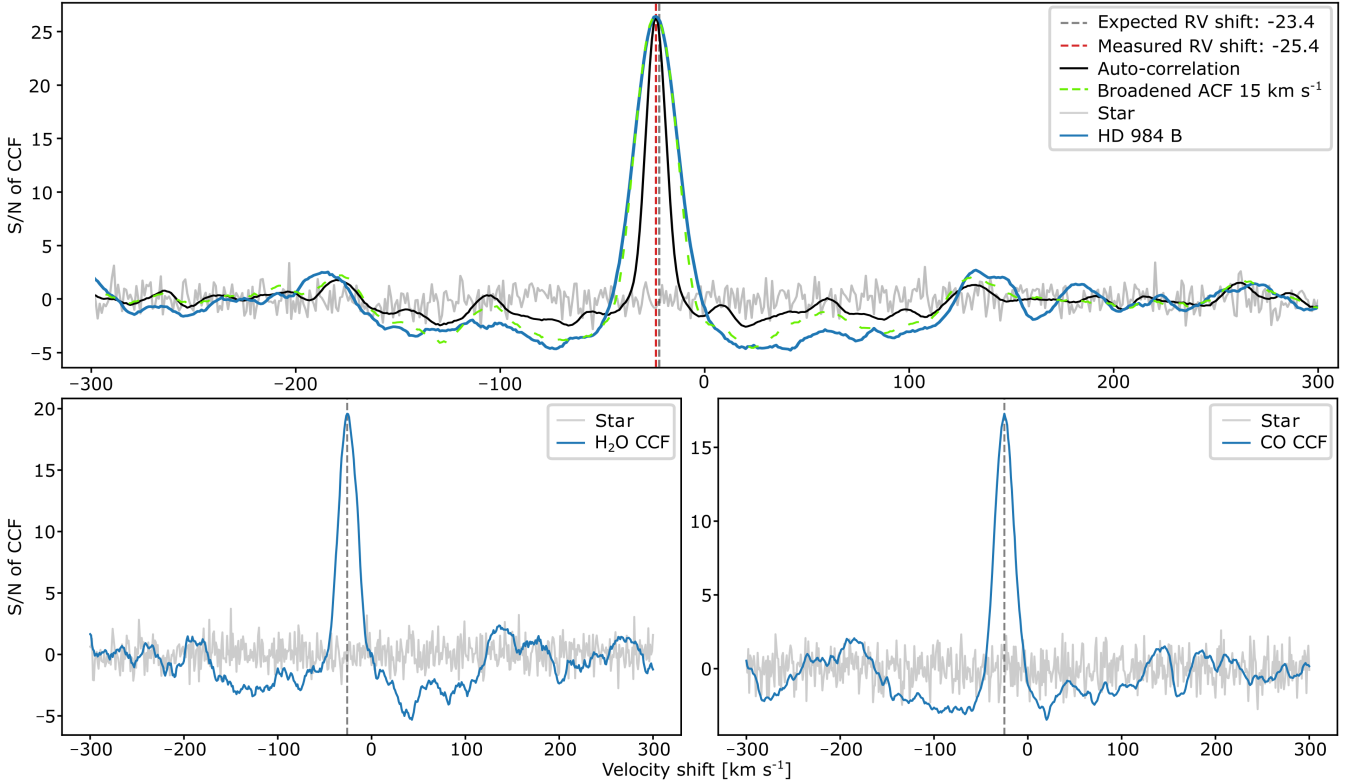 S/N of CCF
25
20
15
10
5
0
−5
Expected RV shift: -23.4
Measured RV shift: -25.4
Auto-correlation
Broadened ACF 15 km s⁻¹
Star
HD 984 B
−300 −200 −100 0 100 200 300
S/N of CCF
20
15
10
5
0
−5
Star
H₂O CCF
−300 −200 −100 0 100 200 300
15
10
5
0
Star
CO CCF
−300 −200 −100 0 100 200 300
Velocity shift [km s⁻¹]